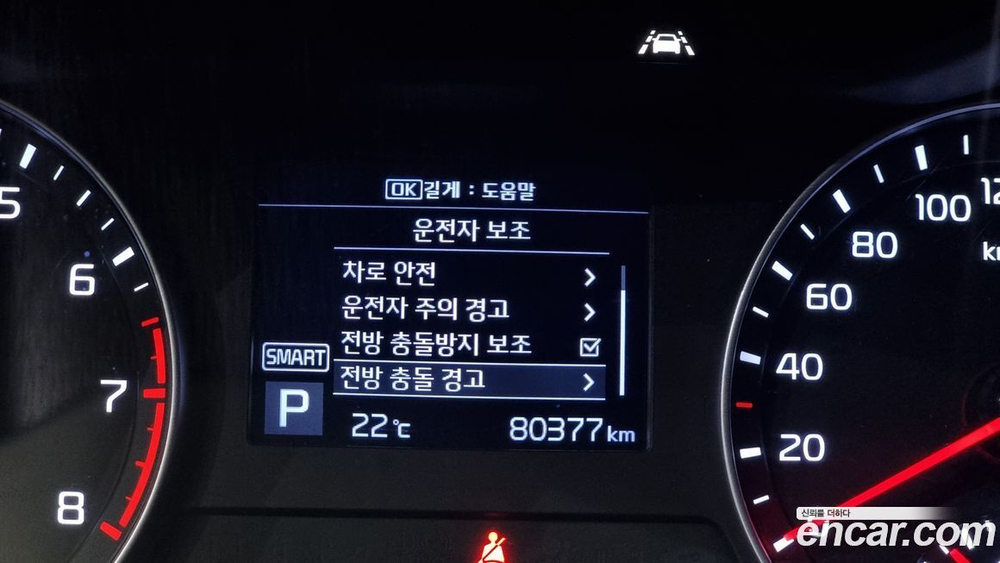 OK 길게 : 도움말
운전자 보조
차로 안전
운전자 주의 경고
전방 충돌방지 보조
전방 충돌 경고
SMART
P
22℃
80377 km
5
6
7
8
20
40
60
80
100
신뢰를 더하다
encar.com